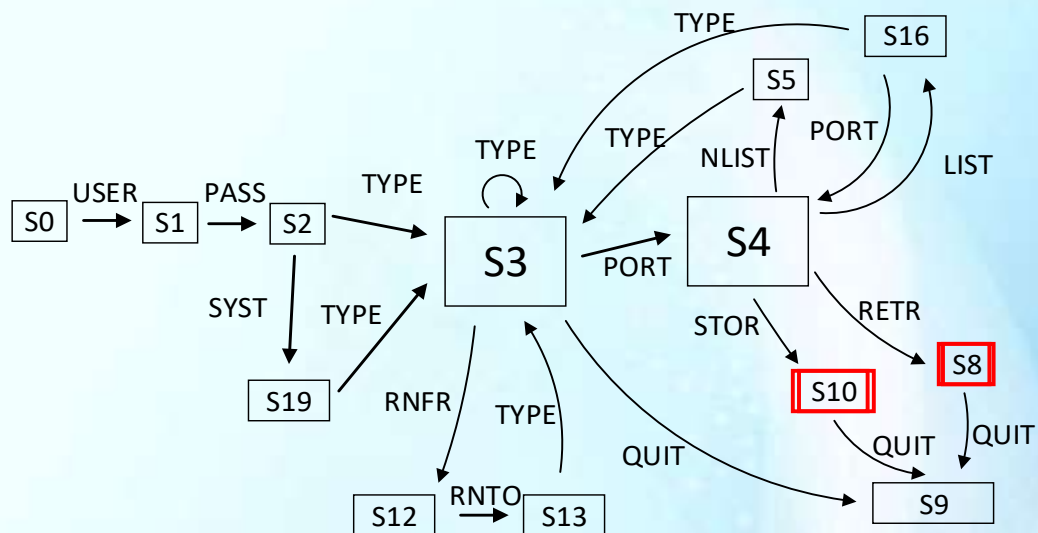 TYPE
S16
S5
TYPE
PORT
TYPE
NLIST
LIST
USER
PASS
TYPE
S0
S1
S2
S3
S4
PORT
SYST
TYPE
STOR
RETR
S8
S19
RNFR
TYPE
S10
QUIT
QUIT
QUIT
RNTO
S12
S13
S9